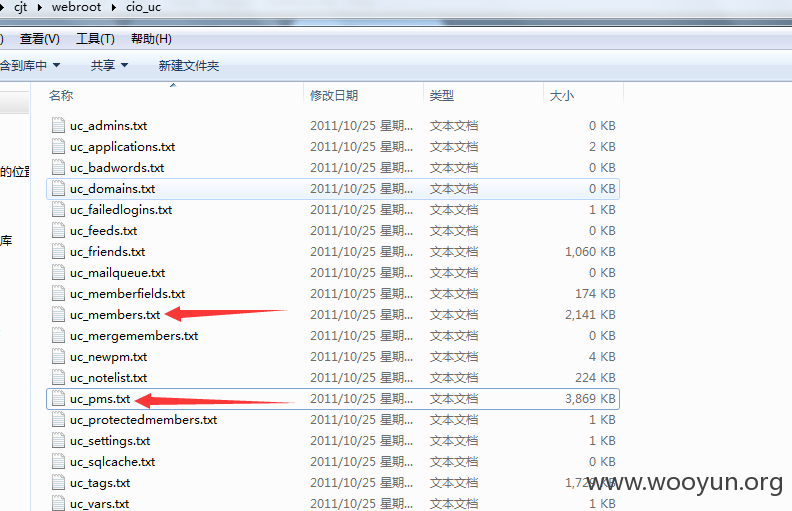 cjt ▸ webroot ▸ cio_uc
) 查看(V) 工具(T) 帮助(H)
含到库中 共享 新建文件夹
名称 修改日期 类型 大小
uc_admins.txt 2011/10/25 星期... 文本文档 0 KB
uc_applications.txt 2011/10/25 星期... 文本文档 2 KB
uc_badwords.txt 2011/10/25 星期... 文本文档 0 KB
的位置
uc_domains.txt 2011/10/25 星期... 文本文档 0 KB
uc_failedlogins.txt 2011/10/25 星期... 文本文档 1 KB
uc_feeds.txt 2011/10/25 星期... 文本文档 0 KB
库
uc_friends.txt 2011/10/25 星期... 文本文档 1,060 KB
uc_mailqueue.txt 2011/10/25 星期... 文本文档 0 KB
uc_memberfields.txt 2011/10/25 星期... 文本文档 174 KB
uc_members.txt 2011/10/25 星期... 文本文档 2,141 KB
uc_mergemembers.txt 2011/10/25 星期... 文本文档 0 KB
uc_newpm.txt 2011/10/25 星期... 文本文档 4 KB
uc_notelist.txt 2011/10/25 星期... 文本文档 224 KB
uc_pms.txt 2011/10/25 星期... 文本文档 3,869 KB
uc_protectedmembers.txt 2011/10/25 星期... 文本文档 1 KB
uc_settings.txt 2011/10/25 星期... 文本文档 1 KB
uc_sqlcache.txt 2011/10/25 星期... 文本文档 0 KB
uc_tags.txt 2011/10/25 星期... 文本文档 KB
www.wooyun.org
uc_vars.txt 2011/10/25 星期... 文本文档 1 KB